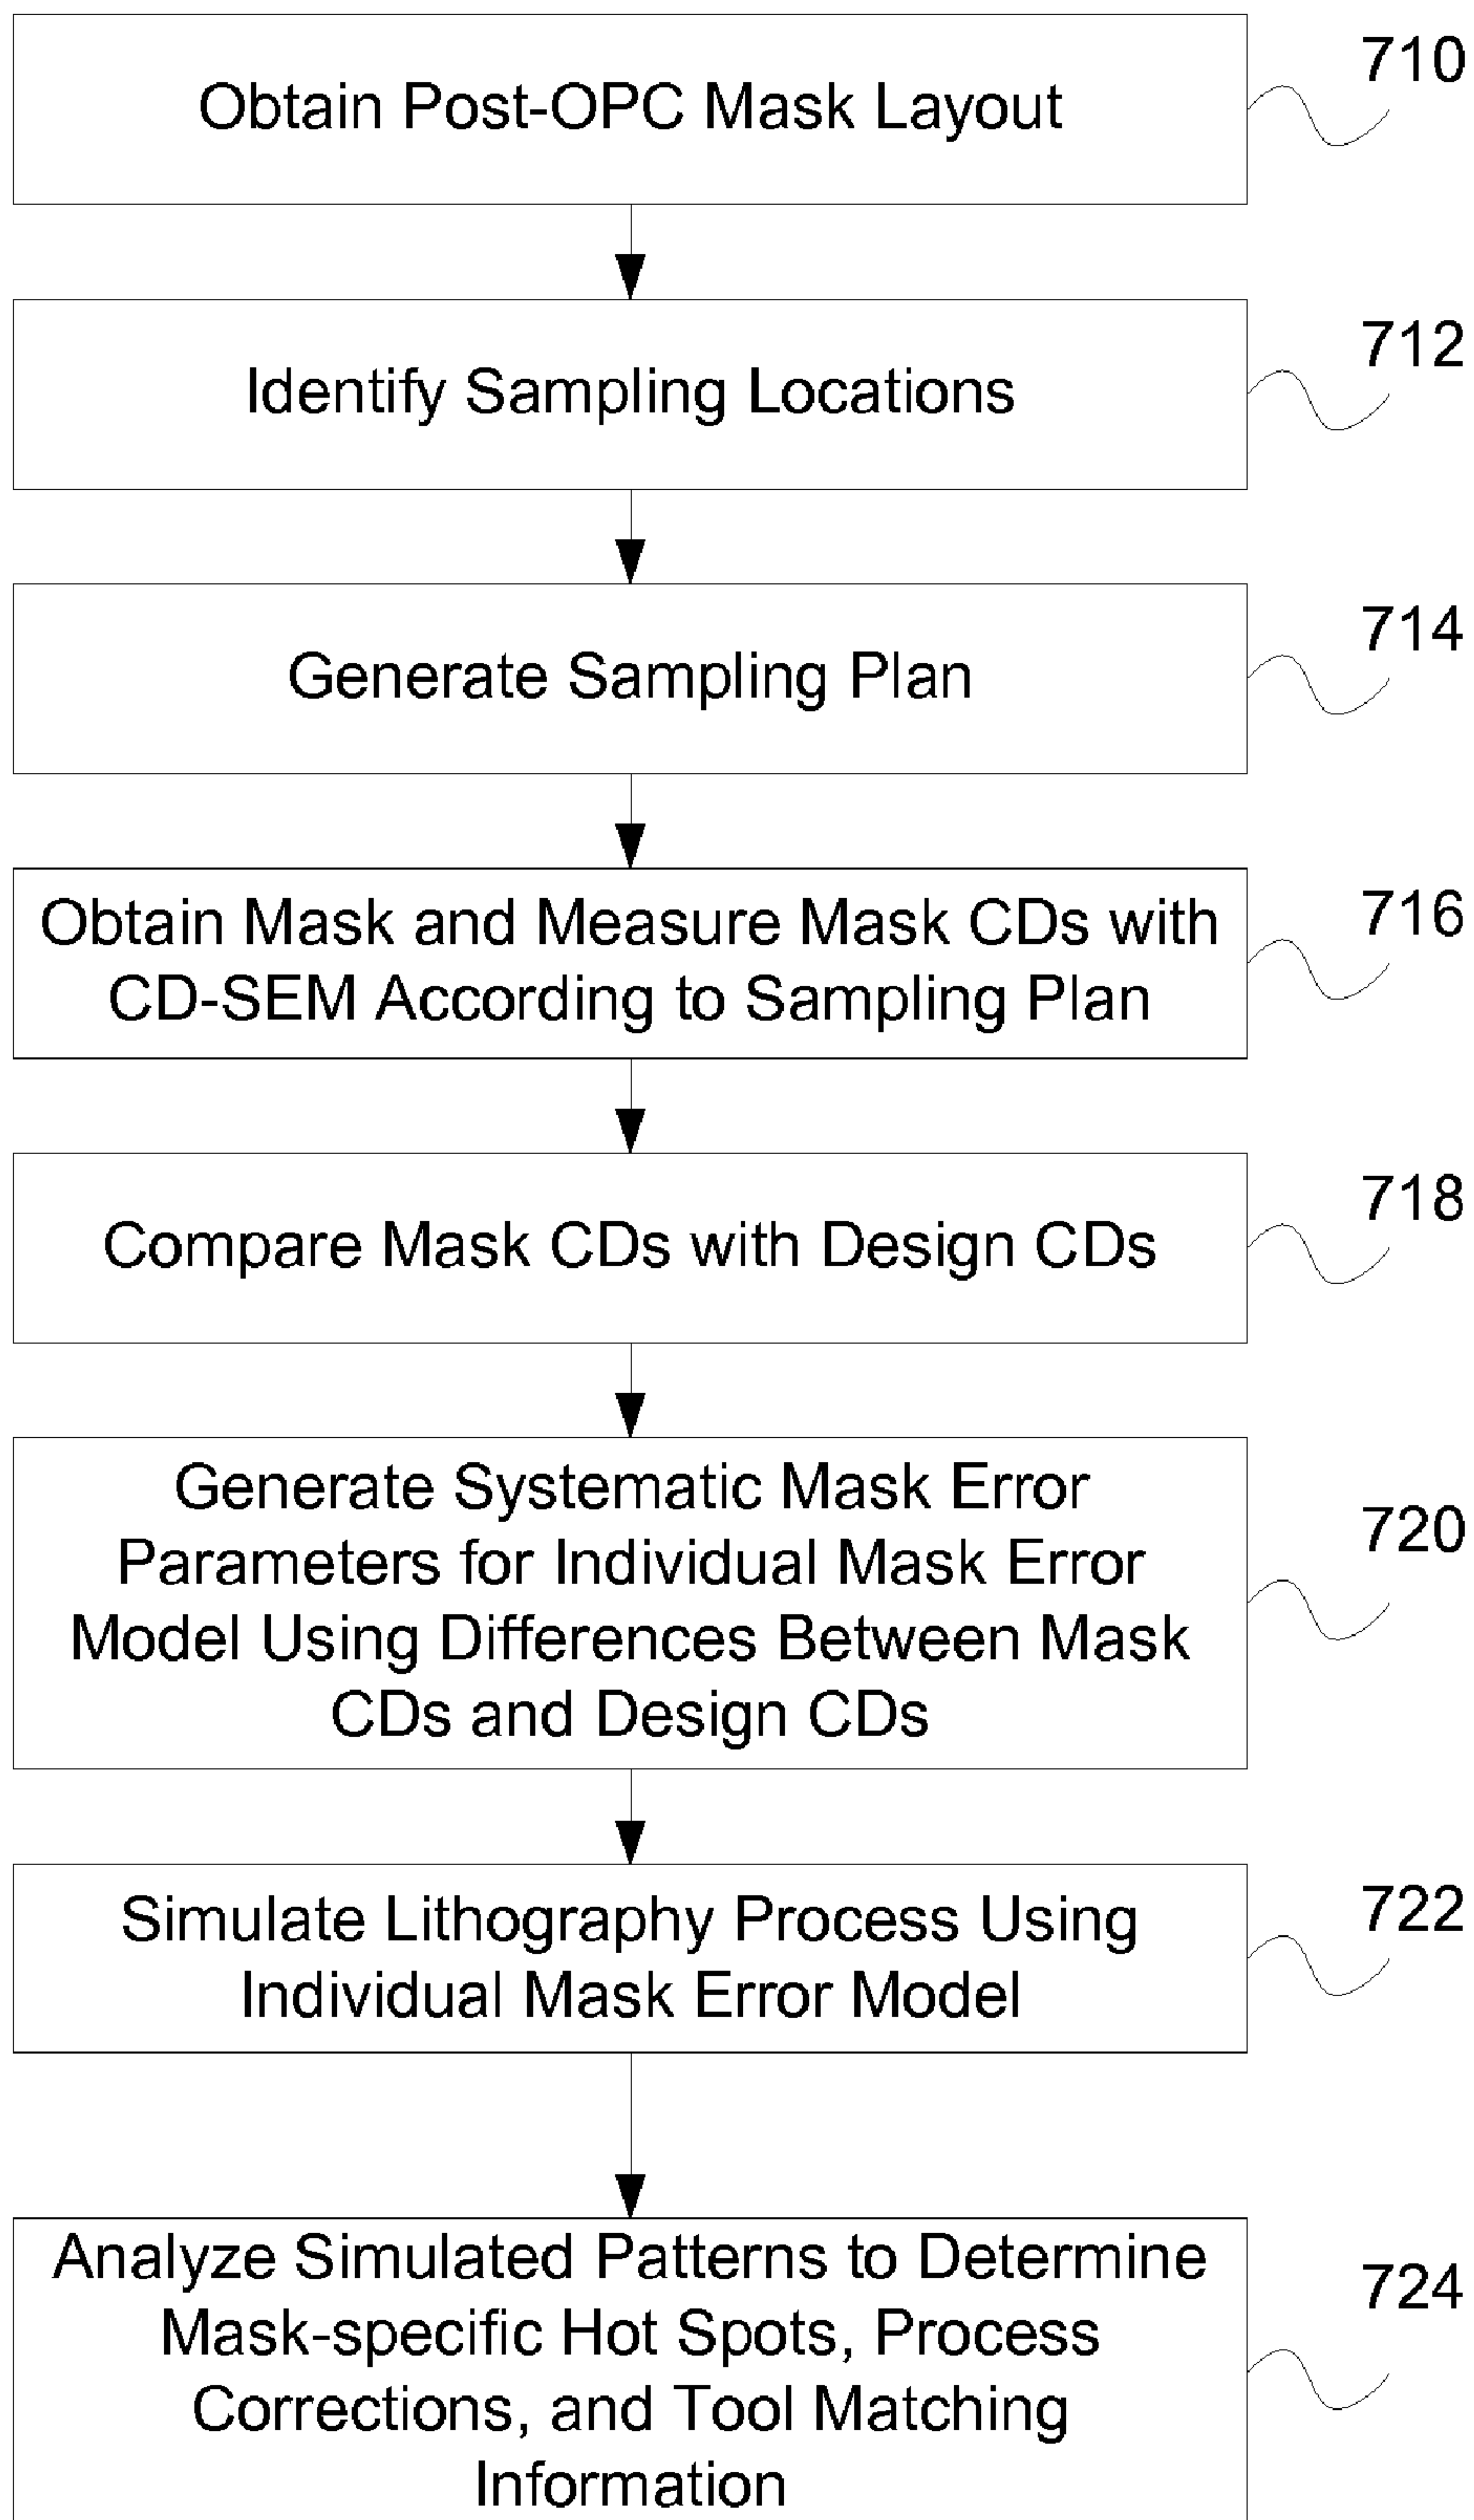 Obtain Post-OPC Mask Layout
710
Identify Sampling Locations
712
Generate Sampling Plan
714
Obtain Mask and Measure Mask CDs with
CD-SEM According to Sampling Plan
716
Compare Mask CDs with Design CDs
718
Generate Systematic Mask Error
Parameters for Individual Mask Error
Model Using Differences Between Mask
CDs and Design CDs
720
Simulate Lithography Process Using
Individual Mask Error Model
722
Analyze Simulated Patterns to Determine
Mask-specific Hot Spots, Process
Corrections, and Tool Matching
Information
724